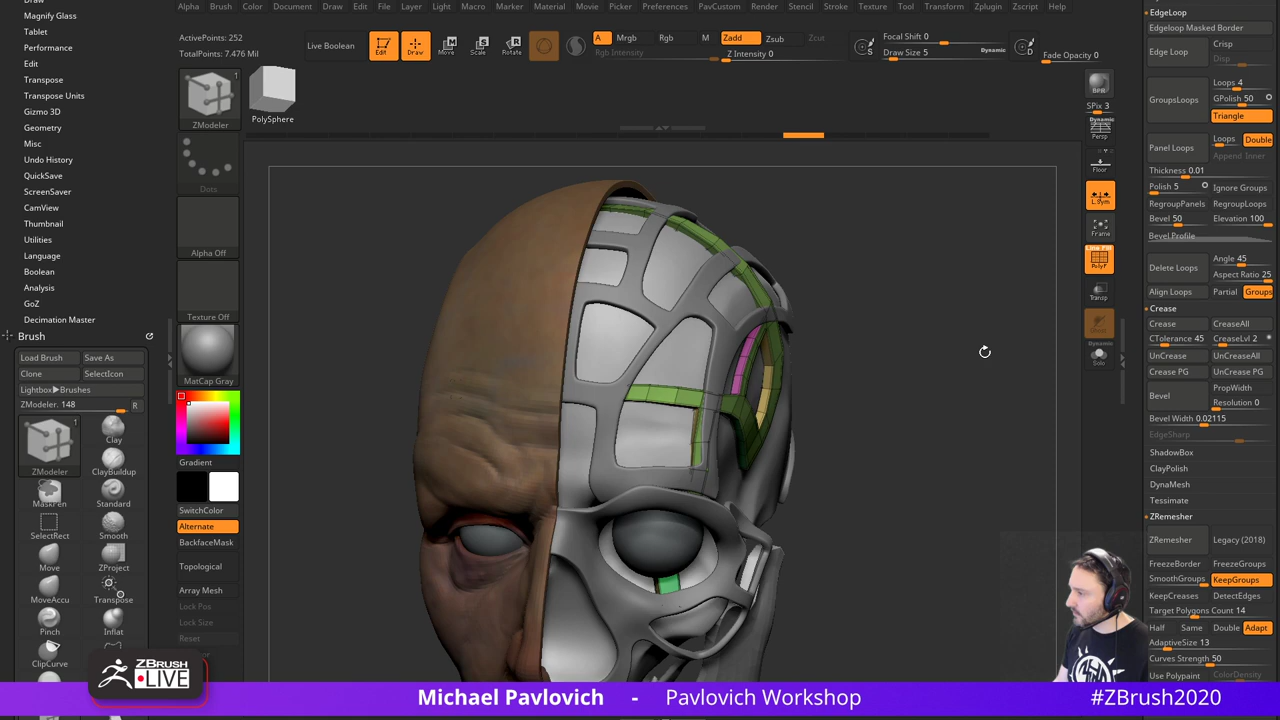 Alpha Brush Color Document Draw Edit File Layer Light Macro Marker Material Movie Picker Preferences PavCustom Render Stencil Stroke Texture Tool Transform Zplugin Zscript Help
Draw
Magnify Glass
Tablet
Performance
Edit
Transpose
Transpose Units
Gizmo 3D
Geometry
Misc
Undo History
QuickSave
ScreenSaver
CamView
Thumbnail
Utilities
Language
Boolean
Analysis
GoZ
Decimation Master
Brush
Load Brush Save As
Clone SelectIcon
Lightbox▸Brushes
ZModeler. 148 R
1
ZModeler
Clay
ClayBuildup
MaskPen
Standard
SelectRect
Smooth
Move
ZProject
MoveAccu
Transpose
Pinch
Inflat
ClipCurve
ActivePoints: 252
TotalPoints: 7.476 Mil
Live Boolean
Edit Draw Move Scale Rotate
A Mrgb Rgb M
Rgb Intensity
Zadd Zsub Zcut
Z Intensity 0
S
Focal Shift 0
Draw Size 5
Dynamic
D
Fade Opacity 0
1
ZModeler
PolySphere
Dots
Alpha Off
Texture Off
MatCap Gray
Gradient
SwitchColor
Alternate
BackfaceMask
Topological
Array Mesh
Lock Pos
Lock Size
Reset
BPR
SPix 3
Dynamic
Persp
Floor
L.Sym
Frame
Line Fill
PolyF
Transp
Dynamic
Solo
EdgeLoop
Edgeloop Masked Border
Edge Loop
Crisp
Disp
GroupsLoops
Loops 4
GPolish 50
Triangle
Panel Loops
Loops Double
Append Inner
Thickness 0.01
Polish 5 Ignore Groups
RegroupPanels RegroupLoops
Bevel 50 Elevation 100
Bevel Profile
Delete Loops
Angle 45
Aspect Ratio 25
Align Loops Partial Groups
Crease
Crease CreaseAll
CTolerance 45 CreaseLvl 2
UnCrease UnCreaseAll
Crease PG UnCrease PG
Bevel
PropWidth
Resolution 0
Bevel Width 0.02115
EdgeSharp
ShadowBox
ClayPolish
DynaMesh
Tessimate
ZRemesher
ZRemesher Legacy (2018)
FreezeBorder FreezeGroups
SmoothGroups KeepGroups
KeepCreases DetectEdges
Target Polygons Count 14
Half Same Double Adapt
AdaptiveSize 13
Curves Strength 50
Use Polypaint ColorDensity
ZBRUSH
LIVE
Michael Pavlovich - Pavlovich Workshop #ZBrush2020